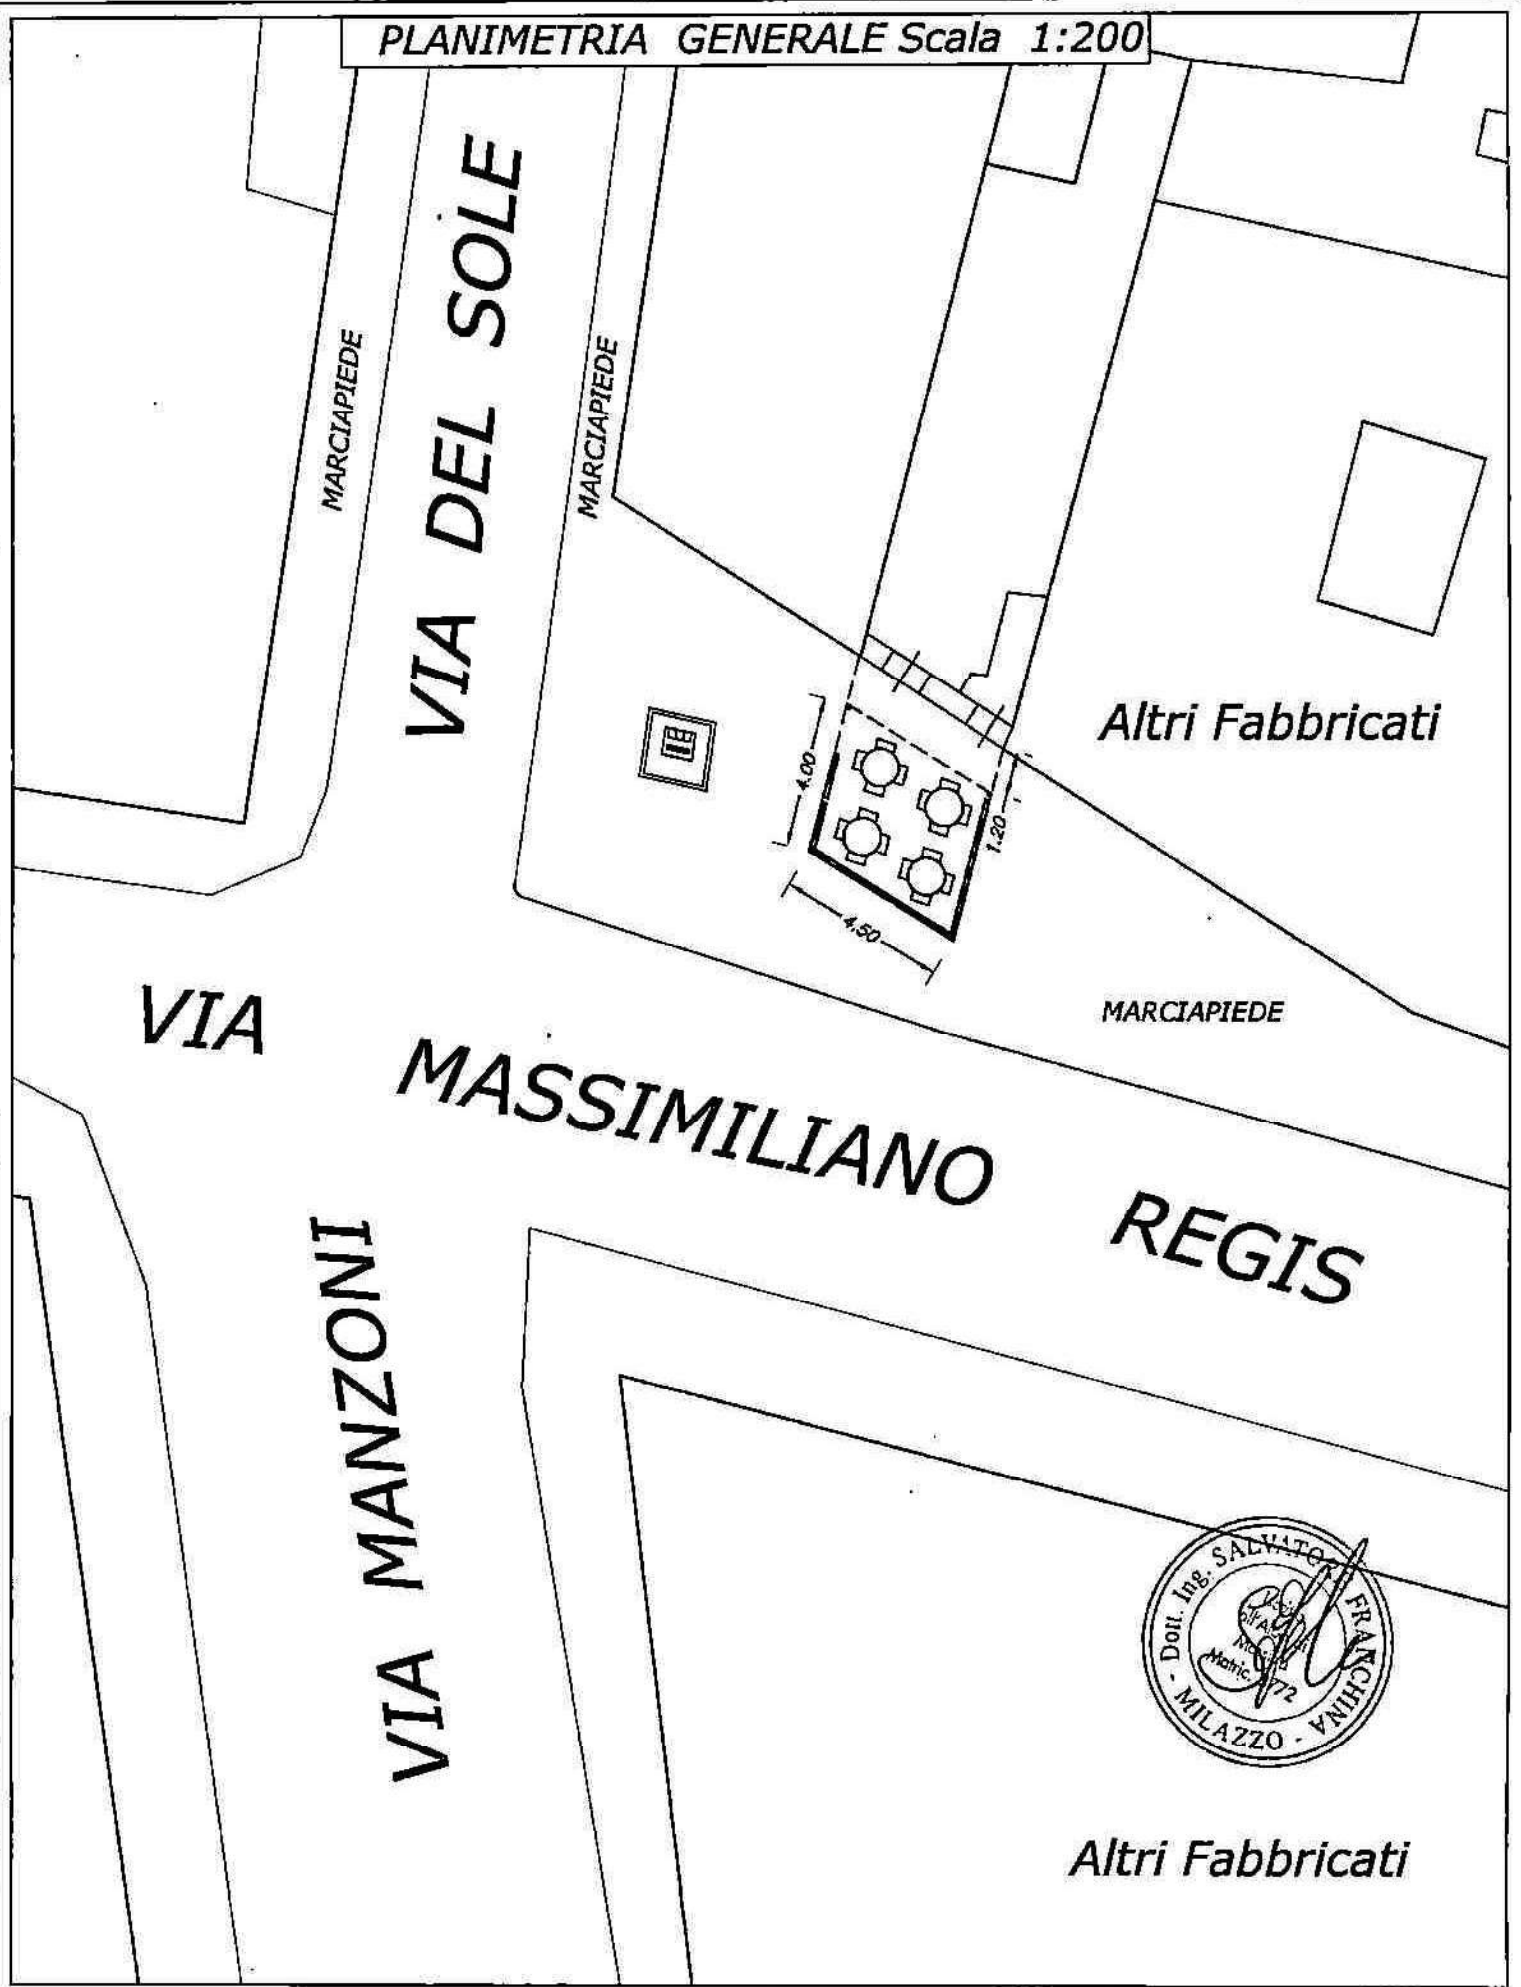 PLANIMETRIA GENERALE Scala 1:200
VIA DEL SOLE
MARCIAPIEDE
MARCIAPIEDE
Altri Fabbricati
4.00
1.20
4.50
MARCIAPIEDE
VIA MASSIMILIANO REGIS
VIA MANZONI
Dott. Ing. SALVATORE FRANCHINA
- MILAZZO -
Matric.
Altri Fabbricati